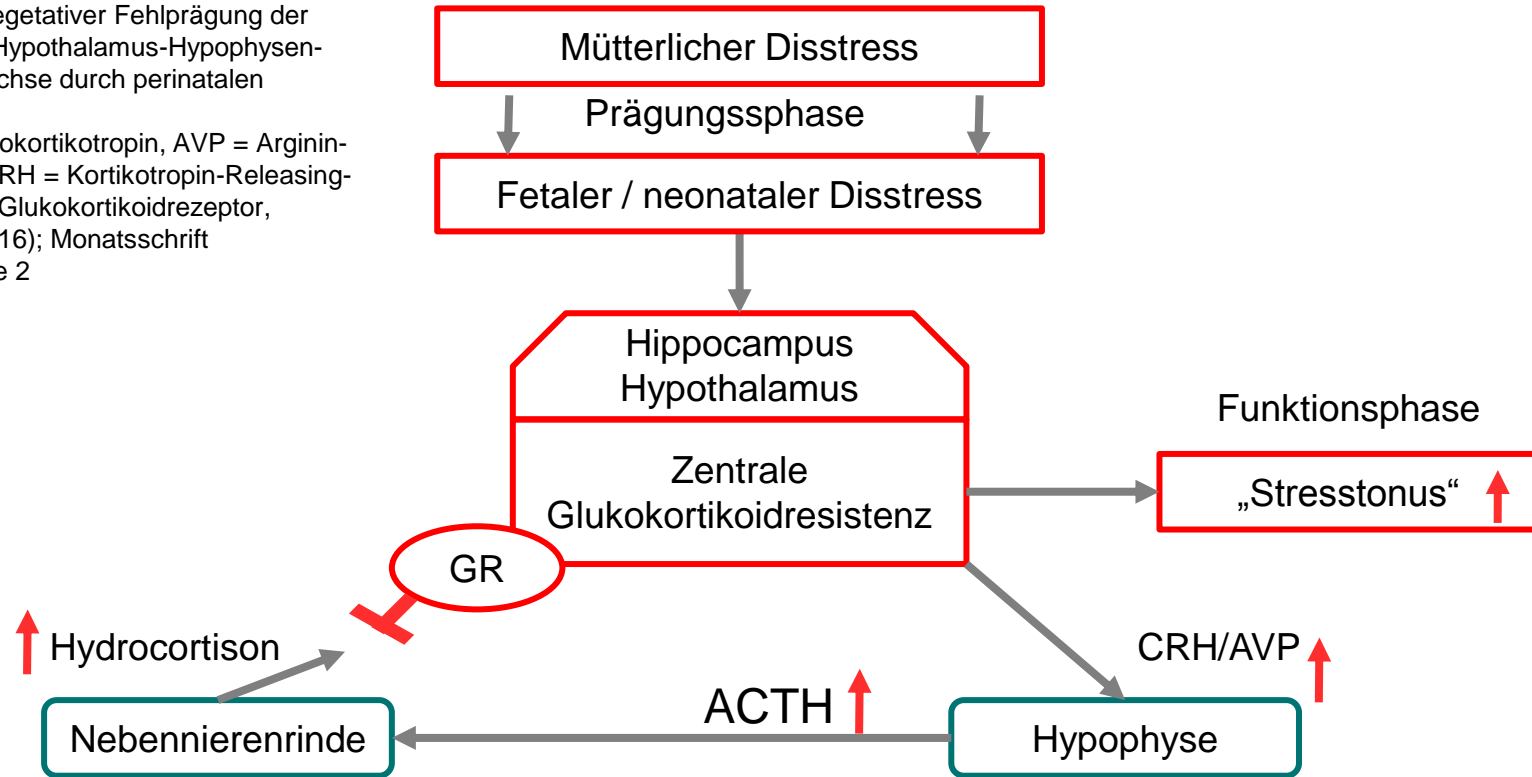 egetativer Fehlprägung der
Hypothalamus-Hypophysen-
chse durch perinatalen
okortikotropin, AVP = Arginin-
RH = Kortikotropin-Releasing-
Glukokortikoidrezeptor,
16); Monatsschrift
e 2
Mütterlicher Disstress
Prägungssphase
Fetaler / neonataler Disstress
Hippocampus
Hypothalamus
Zentrale
Glukokortikoidresistenz
Funktionsphase
„Stresstonus“
GR
Hydrocortison
CRH/AVP
ACTH
Nebennierenrinde
Hypophyse